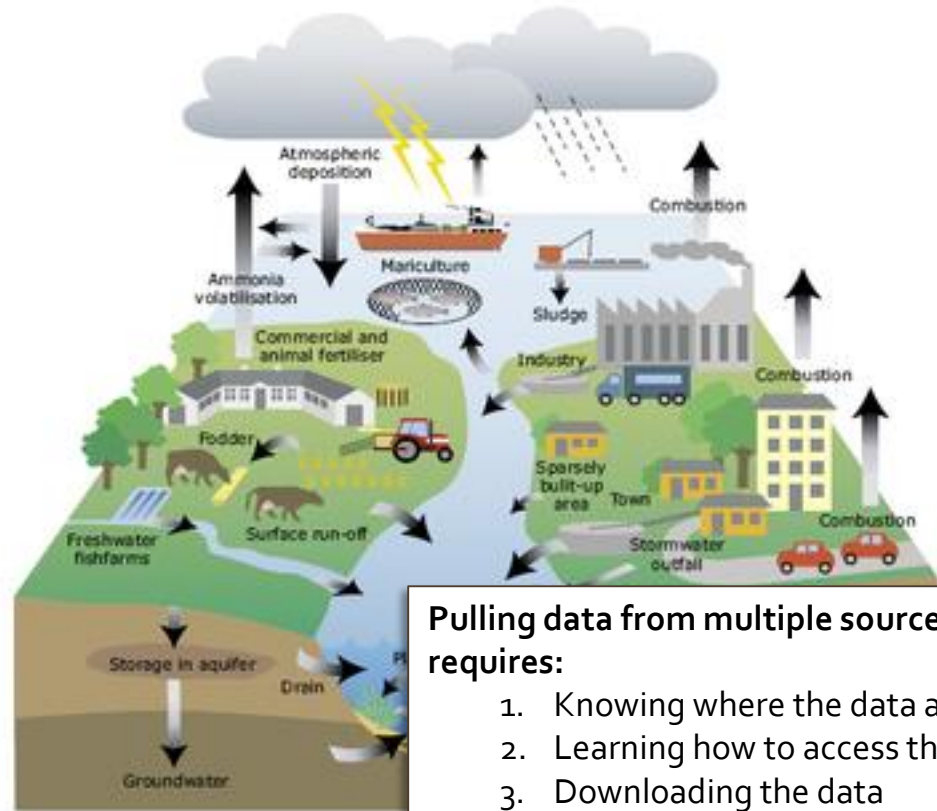 Atmospheric
deposition
Combustion
Ammonia
volatilisation
Mariculture
Sludge
Commercial and
animal fertiliser
Industry
Combustion
Fodder
Sparsely
built-up
area
Town
Freshwater
fishfarms
Surface run-off
Stormwater
outfall
Combustion
Storage in aquifer
Drain
Groundwater
Pulling data from multiple source
requires:
1. Knowing where the data a
2. Learning how to access th
3. Downloading the data